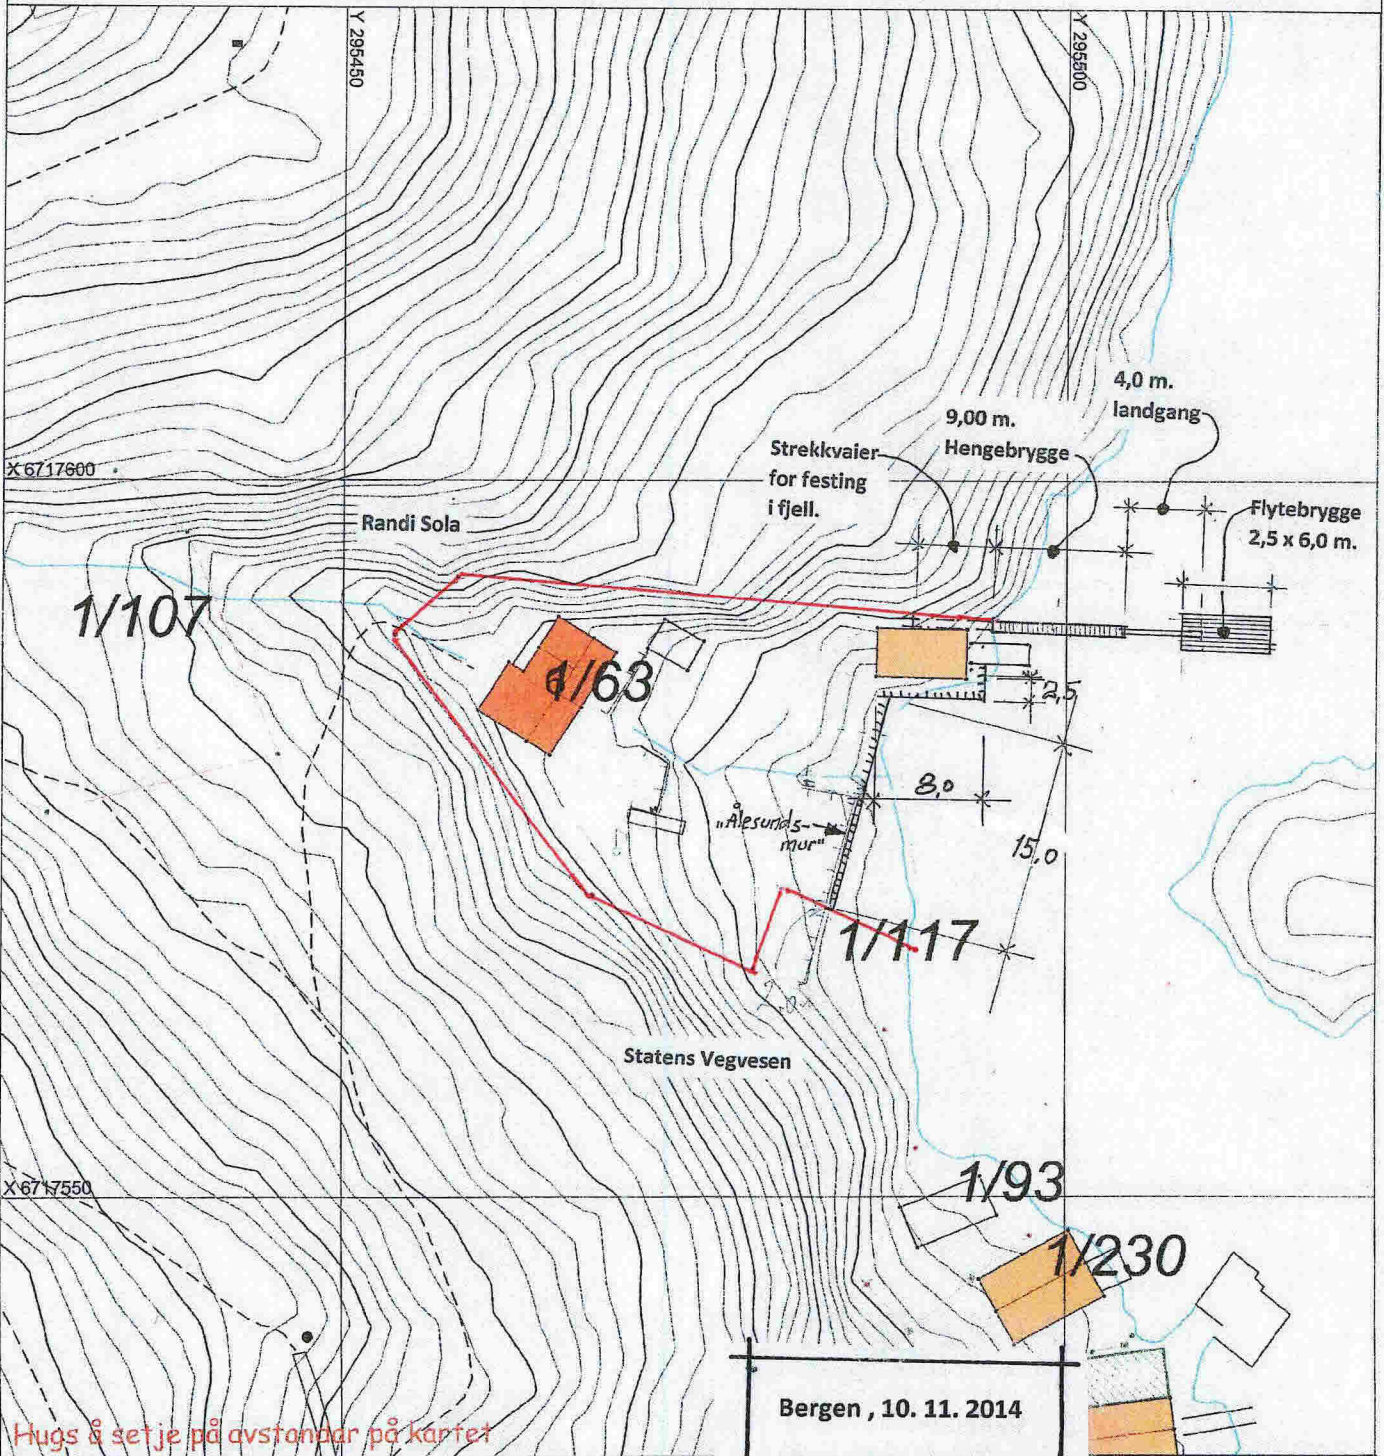 Y 295450
Y 295500
4,0 m.
landgang
9,00 m.
Hengebrygge
Strekkvaier
for festing
i fjell.
X 6717600
Flytebrygge
2,5 x 6,0 m.
Randi Sola
1/107
1/63
2,5
8,0
„Ålesunds-
mur"
15,0
1/117
2,0
Statens Vegvesen
X 6717550
1/93
1/230
Bergen , 10. 11. 2014
Hugs å setje på avstandar på kartet